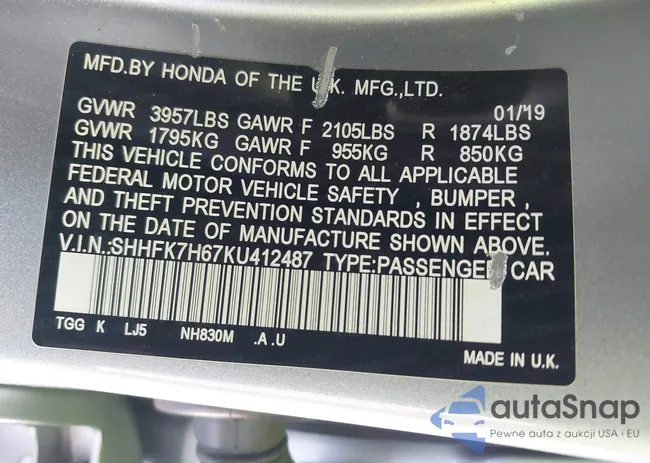 MFD.BY HONDA OF THE U.K. MFG.,LTD.
01/19
GVWR 3957LBS GAWR F 2105LBS R 1874LBS
GVWR 1795KG GAWR F 955KG R 850KG
THIS VEHICLE CONFORMS TO ALL APPLICABLE
FEDERAL MOTOR VEHICLE SAFETY , BUMPER ,
AND THEFT PREVENTION STANDARDS IN EFFECT
ON THE DATE OF MANUFACTURE SHOWN ABOVE.
V.I.N.:SHHFK7H67KU412487 TYPE:PASSENGER CAR
TGG K LJ5 NH830M .A .U
MADE IN U.K.
autaSnap
Pewne auta z aukcji USA i EU